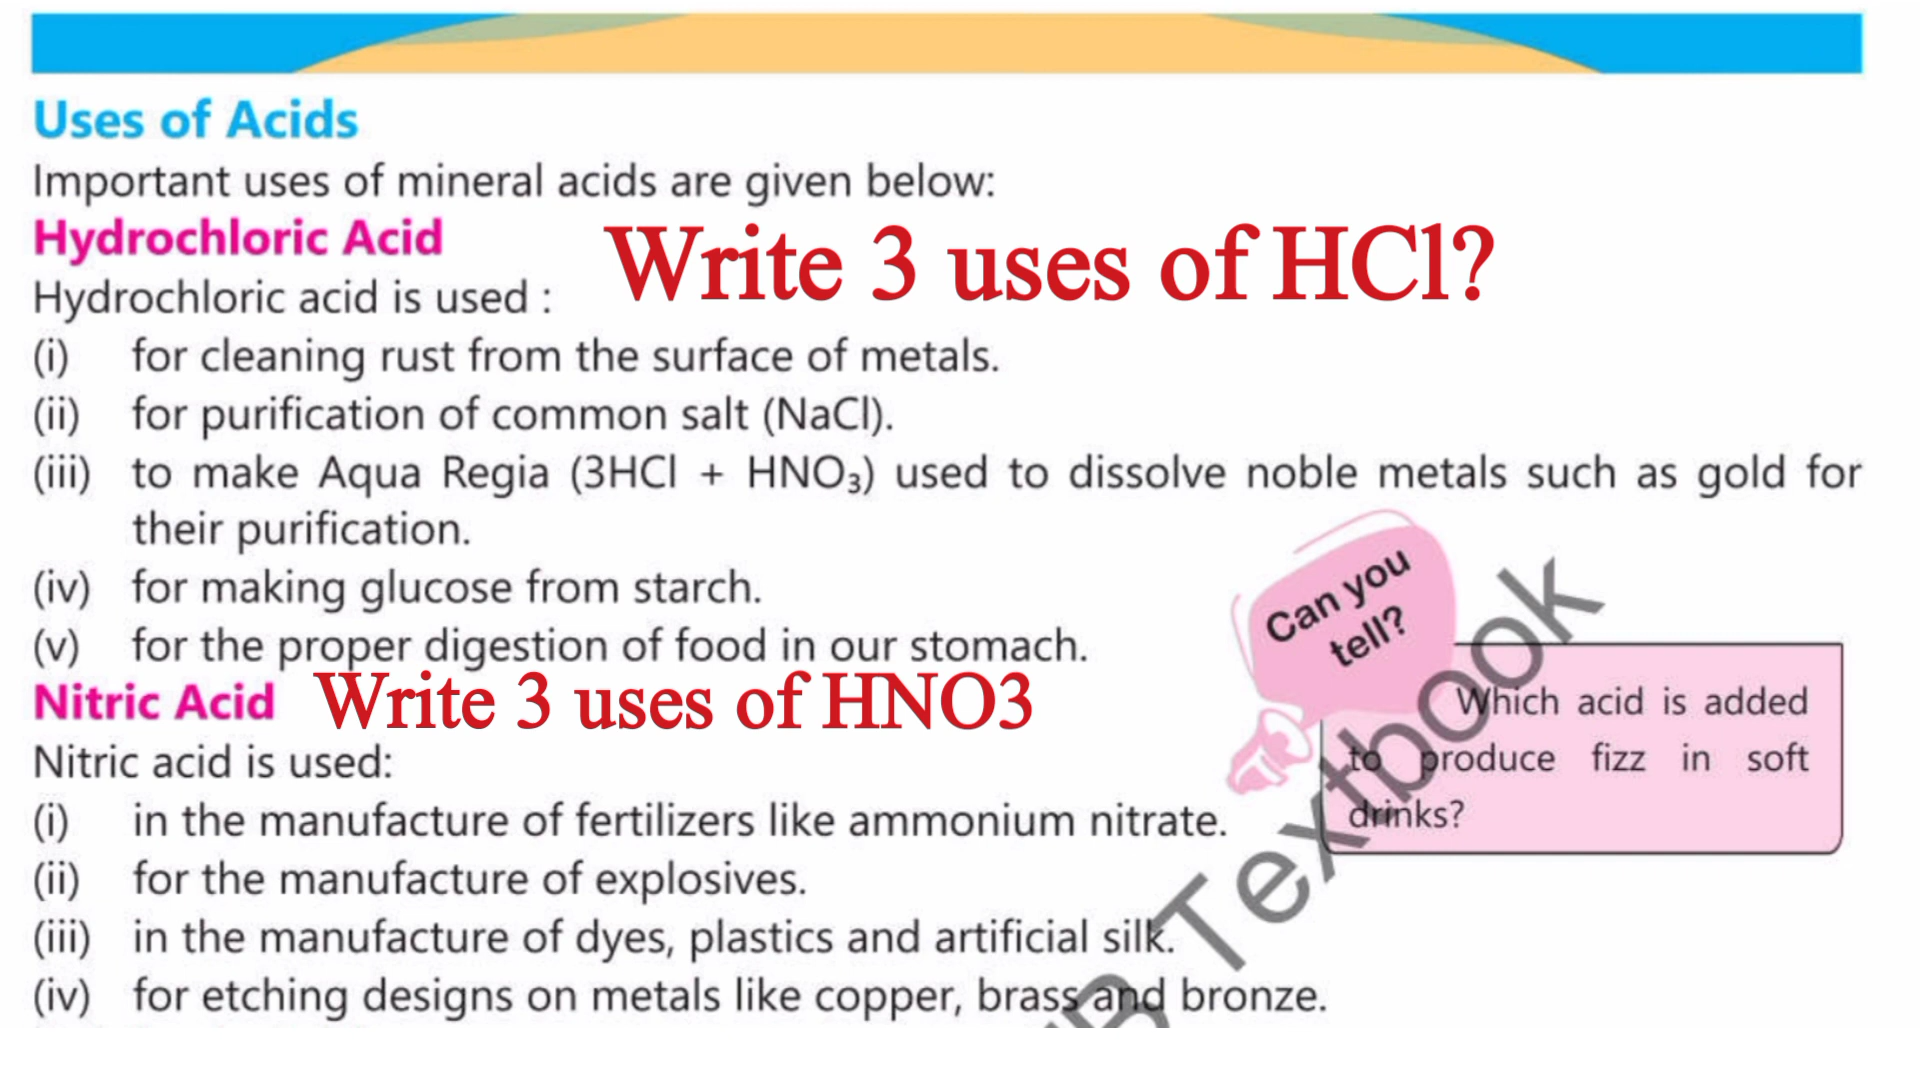 Uses of Acids
Important uses of mineral acids are given below:
Hydrochloric Acid
Write 3 uses of HCl?
Hydrochloric acid is used :
(i) for cleaning rust from the surface of metals.
(ii) for purification of common salt (NaCl).
(iii) to make Aqua Regia (3HCl + HNO₃) used to dissolve noble metals such as gold for
their purification.
(iv) for making glucose from starch.
(v) for the proper digestion of food in our stomach.
Nitric Acid Write 3 uses of HNO3
Nitric acid is used:
(i) in the manufacture of fertilizers like ammonium nitrate.
(ii) for the manufacture of explosives.
(iii) in the manufacture of dyes, plastics and artificial silk.
(iv) for etching designs on metals like copper, brass and bronze.
Can you
tell?
Which acid is added
to produce fizz in soft
drinks?
Textbook